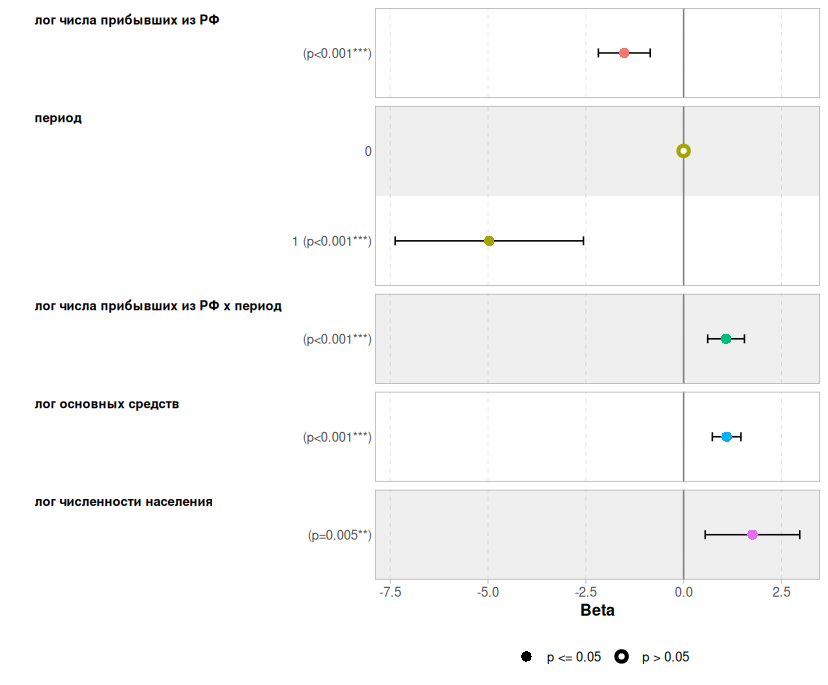 лог числа прибывших из РФ
(p<0.001***)
период
0
1 (p<0.001***)
лог числа прибывших из РФ x период
(p<0.001***)
лог основных средств
(p<0.001***)
лог численности населения
(p=0.005**)
-7.5 -5.0 -2.5 0.0 2.5
Beta
p <= 0.05 p > 0.05